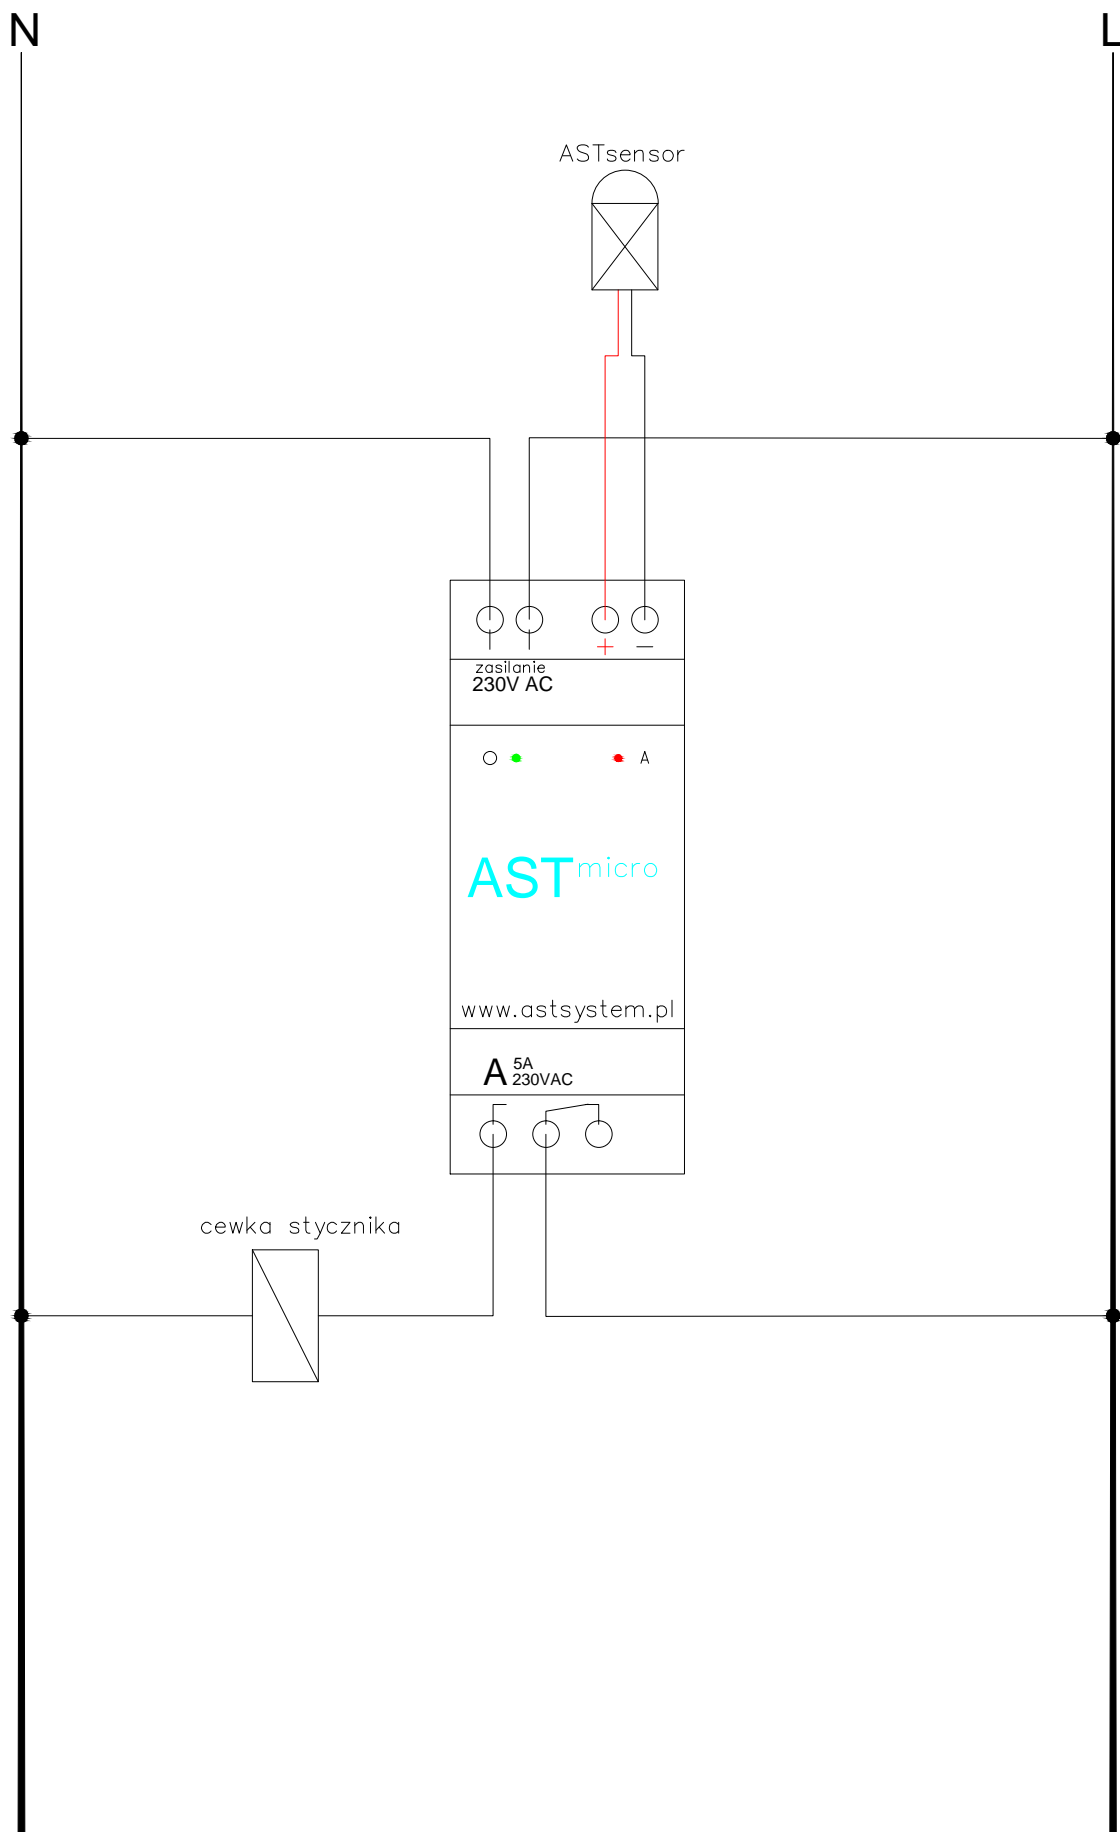 N
L
ASTsensor
+ −
zasilanie
230V AC
A
AST micro
www.astsystem.pl
A 5A
230VAC
cewka stycznika